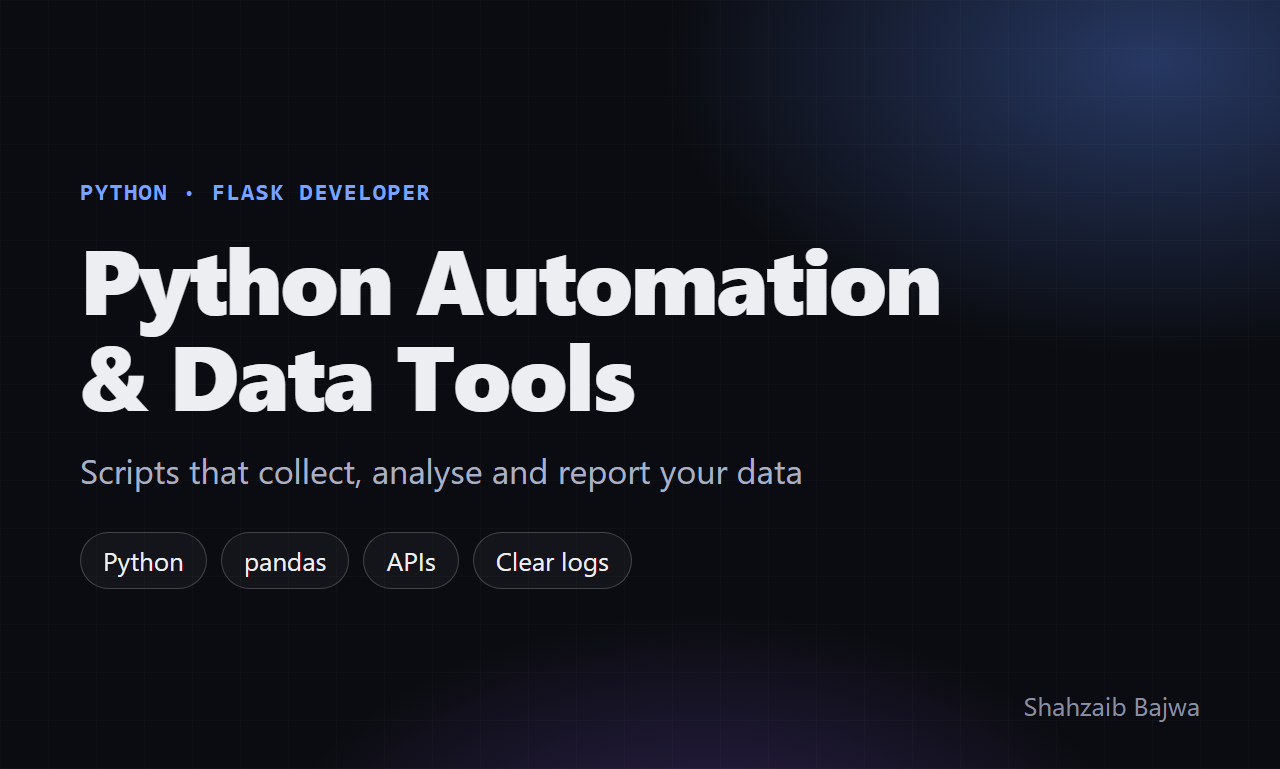 PYTHON • FLASK DEVELOPER
Python Automation
& Data Tools
Scripts that collect, analyse and report your data
Python pandas APIs Clear logs
Shahzaib Bajwa